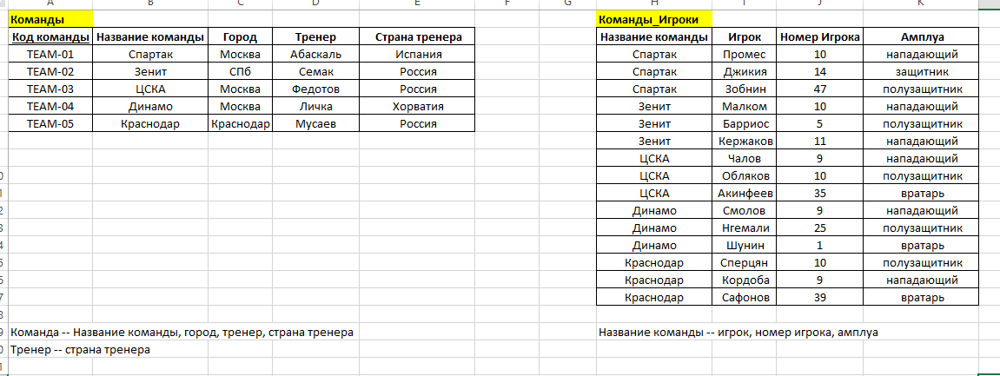 A B C D E F G H I J K
Команды Команды_Игроки
Код команды Название команды Город Тренер Страна тренера Название команды Игрок Номер Игрока Амплуа
TEAM-01 Спартак Москва Абаскаль Испания Спартак Промес 10 нападающий
TEAM-02 Зенит СПб Семак Россия Спартак Джикия 14 защитник
TEAM-03 ЦСКА Москва Федотов Россия Спартак Зобнин 47 полузащитник
TEAM-04 Динамо Москва Личка Хорватия Зенит Малком 10 нападающий
TEAM-05 Краснодар Краснодар Мусаев Россия Зенит Барриос 5 полузащитник
Зенит Кержаков 11 нападающий
ЦСКА Чалов 9 нападающий
ЦСКА Обляков 10 полузащитник
ЦСКА Акинфеев 35 вратарь
Динамо Смолов 9 нападающий
Динамо Нгемали 25 полузащитник
Динамо Шунин 1 вратарь
Краснодар Сперцян 10 полузащитник
Краснодар Кордоба 9 нападающий
Краснодар Сафонов 39 вратарь
Команда -- Название команды, город, тренер, страна тренера Название команды -- игрок, номер игрока, амплуа
Тренер -- страна тренера